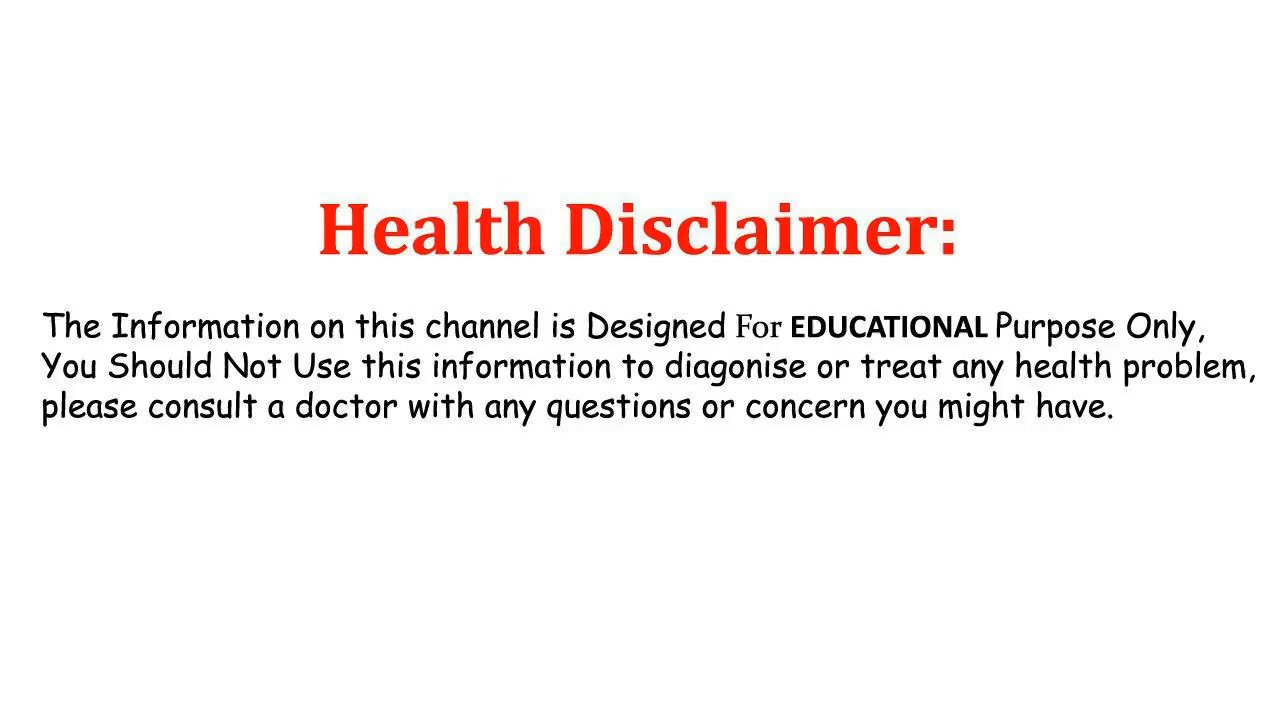 Health Disclaimer:
The Information on this channel is Designed For EDUCATIONAL Purpose Only,
You Should Not Use this information to diagonise or treat any health problem,
please consult a doctor with any questions or concern you might have.